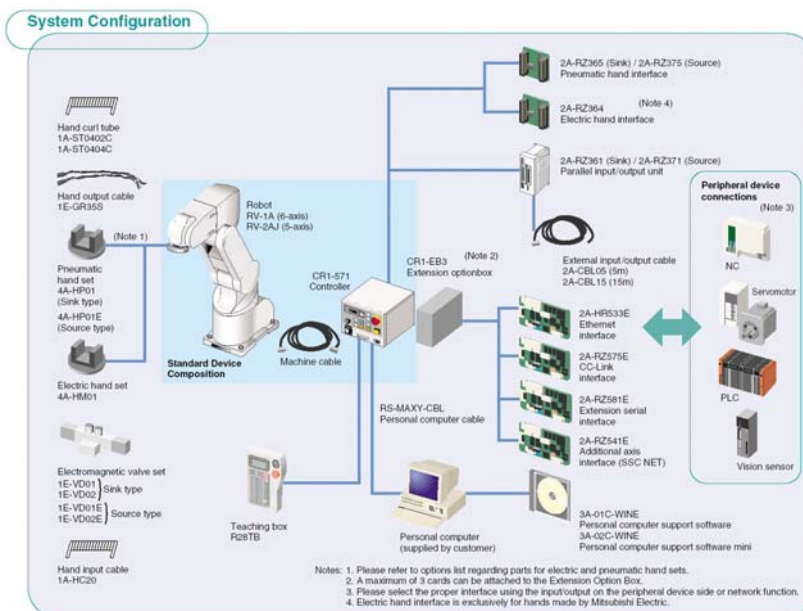 System Configuration
Hand curl tube
1A-ST0402C
1A-ST0404C
Hand output cable
1E-GR35S
(Note 1)
Pneumatic
hand set
4A-HP01
(Sink type)
4A-HP01E
(Source type)
Electric hand set
4A-HM01
Electromagnetic valve set
1E-VD01
1E-VD02
Sink type
1E-VD01E
1E-VD02E
Source type
Hand input cable
1A-HC20
Robot
RV-1A (6-axis)
RV-2AJ (5-axis)
Standard Device
Composition
CR1-571
Controller
Machine cable
CR1-EB3
Extension optionbox
(Note 2)
RS-MAXY-CBL
Personal computer cable
Teaching box
R28TB
Personal computer
(supplied by customer)
2A-RZ365 (Sink) / 2A-RZ375 (Source)
Pneumatic hand interface
2A-RZ364
(Note 4)
Electric hand interface
2A-RZ361 (Sink) / 2A-RZ371 (Source)
Parallel input/output unit
External input/output cable
2A-CBL05 (5m)
2A-CBL15 (15m)
2A-HR533E
Ethernet
interface
2A-RZ575E
CC-Link
interface
2A-RZ581E
Extension serial
interface
2A-RZ541E
Additional axis
interface (SSC NET)
3A-01C-WINE
Personal computer support software
3A-02C-WINE
Personal computer support software mini
Peripheral device
connections
(Note 3)
NC
Servomotor
PLC
Vision sensor
Notes: 1. Please refer to options list regarding parts for electric and pneumatic hand sets.
2. A maximum of 3 cards can be attached to the Extension Option Box.
3. Please select the proper interface using the input/output on the peripheral device side or network function.
4. Electric hand interface is exclusively for hands made by Mitsubishi Electric.